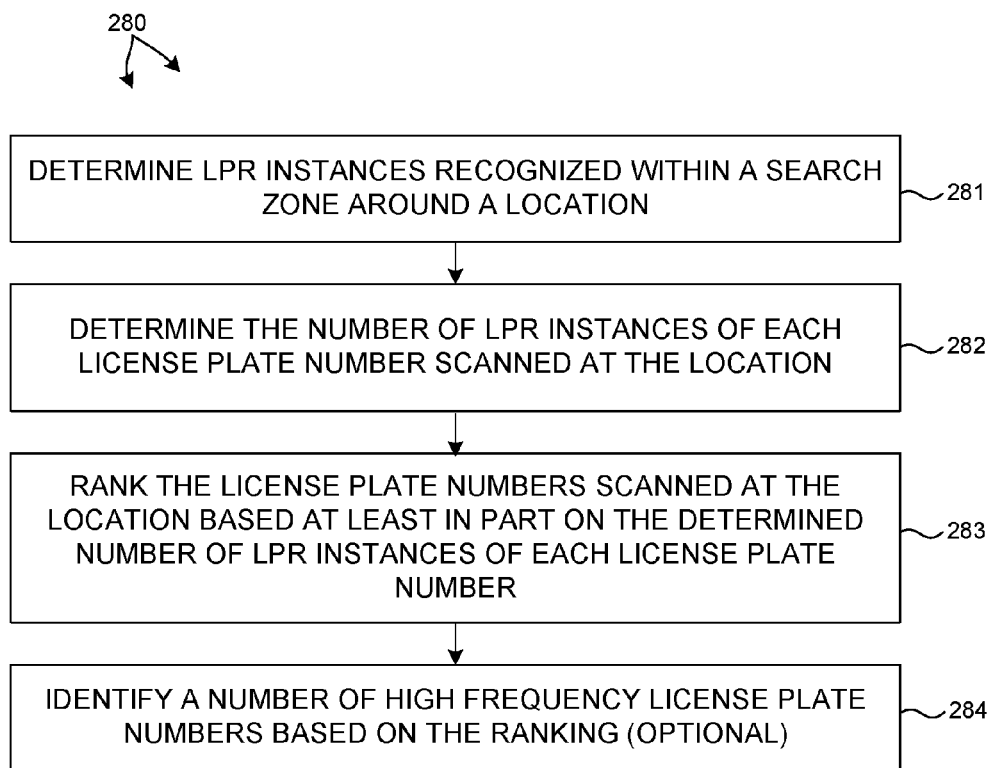 280
DETERMINE LPR INSTANCES RECOGNIZED WITHIN A SEARCH
ZONE AROUND A LOCATION
281
DETERMINE THE NUMBER OF LPR INSTANCES OF EACH
LICENSE PLATE NUMBER SCANNED AT THE LOCATION
282
RANK THE LICENSE PLATE NUMBERS SCANNED AT THE
LOCATION BASED AT LEAST IN PART ON THE DETERMINED
NUMBER OF LPR INSTANCES OF EACH LICENSE PLATE
NUMBER
283
IDENTIFY A NUMBER OF HIGH FREQUENCY LICENSE PLATE
NUMBERS BASED ON THE RANKING (OPTIONAL)
284